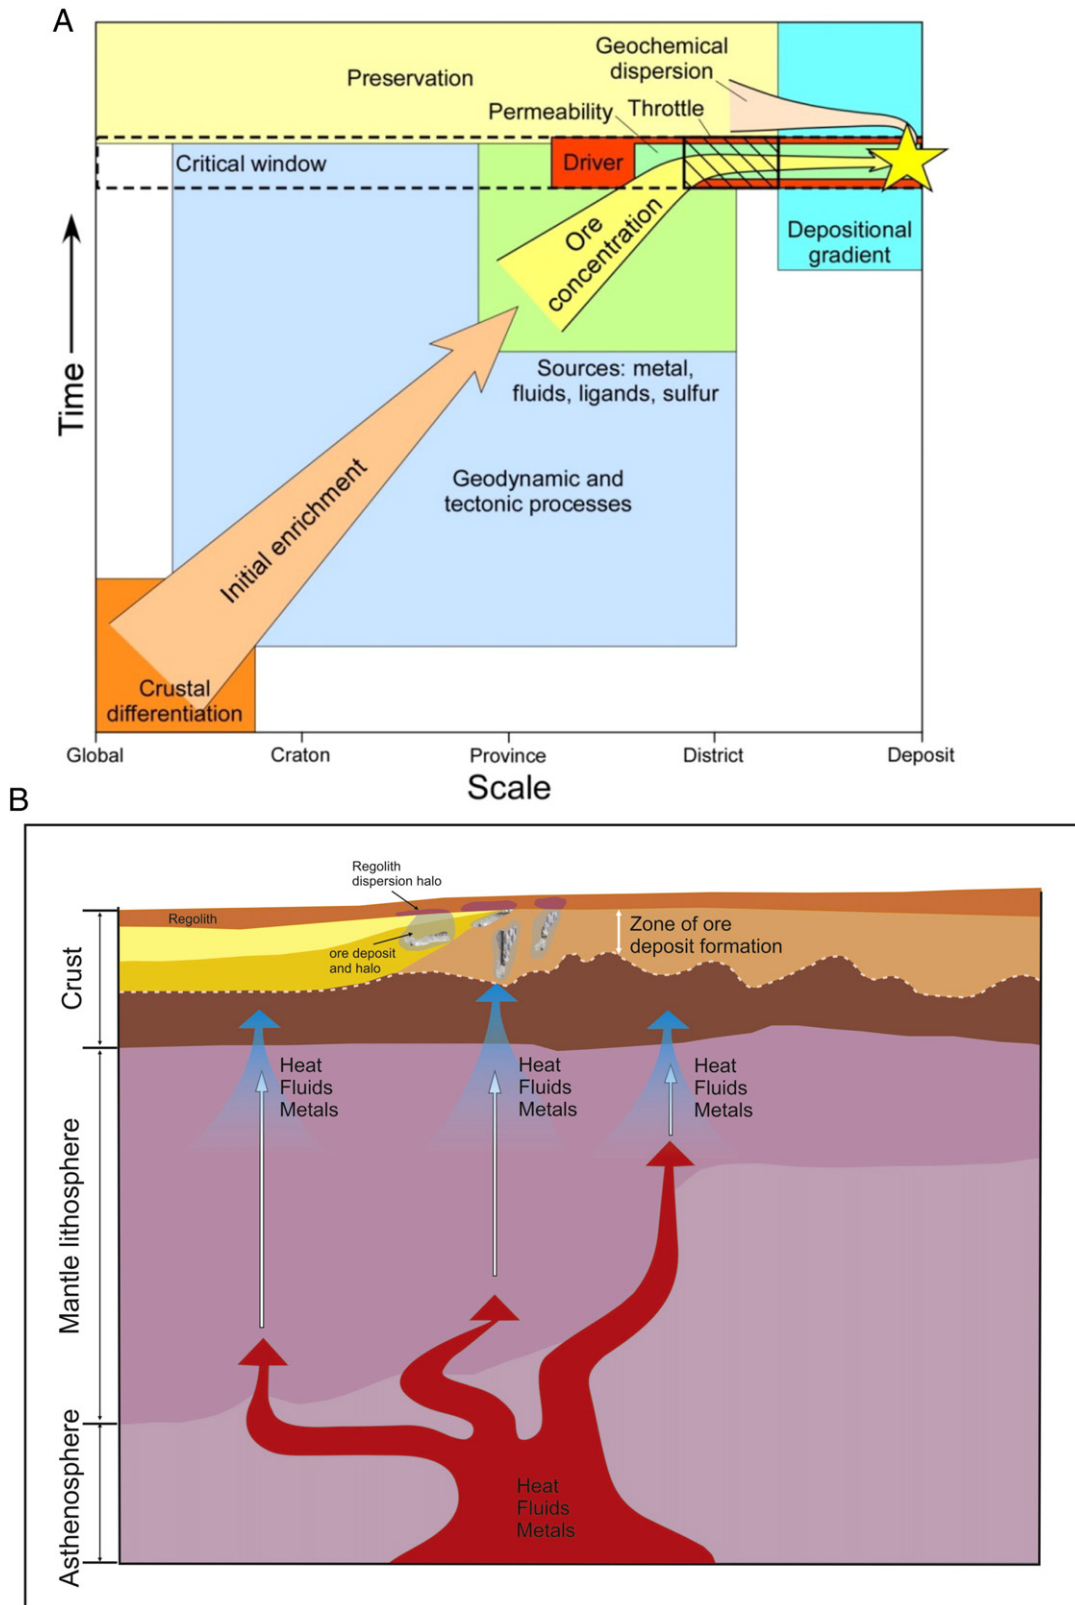 A
Geochemical
dispersion
Preservation
Permeability
Throttle
Critical window
Driver
Ore
concentration
Depositional
gradient
Time
Sources: metal,
fluids, ligands, sulfur
Initial enrichment
Geodynamic and
tectonic processes
Crustal
differentiation
Global
Craton
Province
District
Deposit
Scale
B
Regolith
dispersion halo
Regolith
ore deposit
and halo
Zone of ore
deposit formation
Crust
Heat
Fluids
Metals
Heat
Fluids
Metals
Heat
Fluids
Metals
Mantle lithosphere
Asthenosphere
Heat
Fluids
Metals